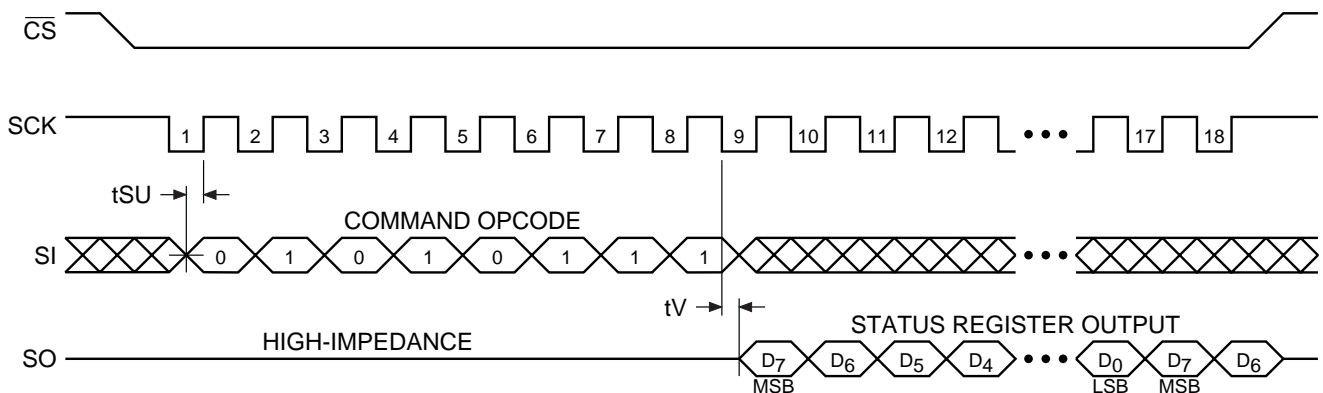 C̅S̅
SCK 1 2 3 4 5 6 7 8 9 10 11 12 ••• 17 18
tSU
COMMAND OPCODE
SI 0 1 0 1 0 1 1 1 •••
tV
HIGH-IMPEDANCE STATUS REGISTER OUTPUT
SO D7 D6 D5 D4 ••• D0 D7 D6
MSB LSB MSB